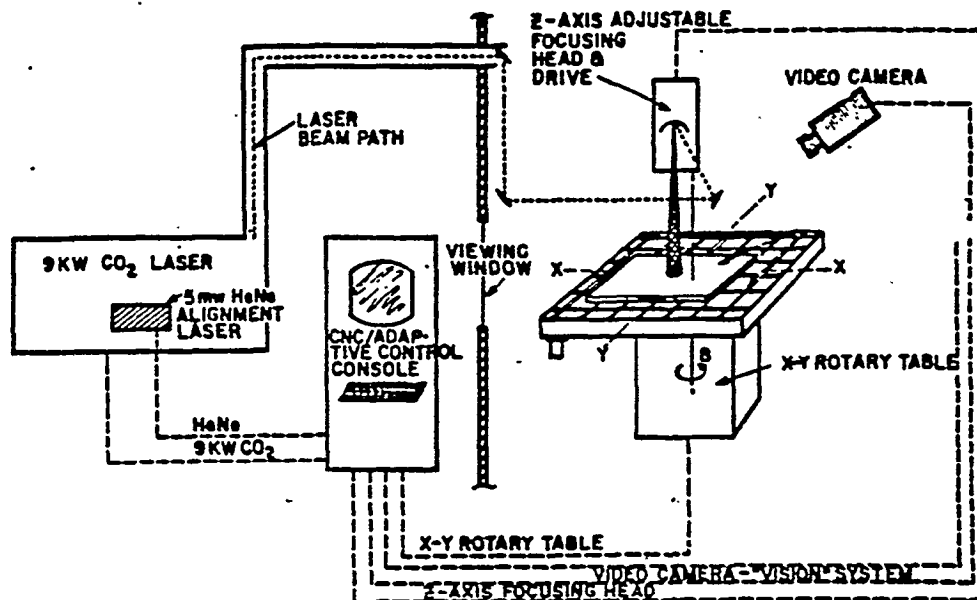 Z-AXIS ADJUSTABLE
FOCUSING
HEAD &
DRIVE
VIDEO CAMERA
LASER
BEAM PATH
Y
9KW CO2 LASER
VIEWING
WINDOW
X
X
5mw HeNe
ALIGNMENT
LASER
CNC/ADAP-
TIVE CONTROL
CONSOLE
Y
B
X-Y ROTARY TABLE
HeNe
9KW CO2
X-Y ROTARY TABLE
VIDEO CAMERA-"VISION" SYSTEM
Z-AXIS FOCUSING HEAD